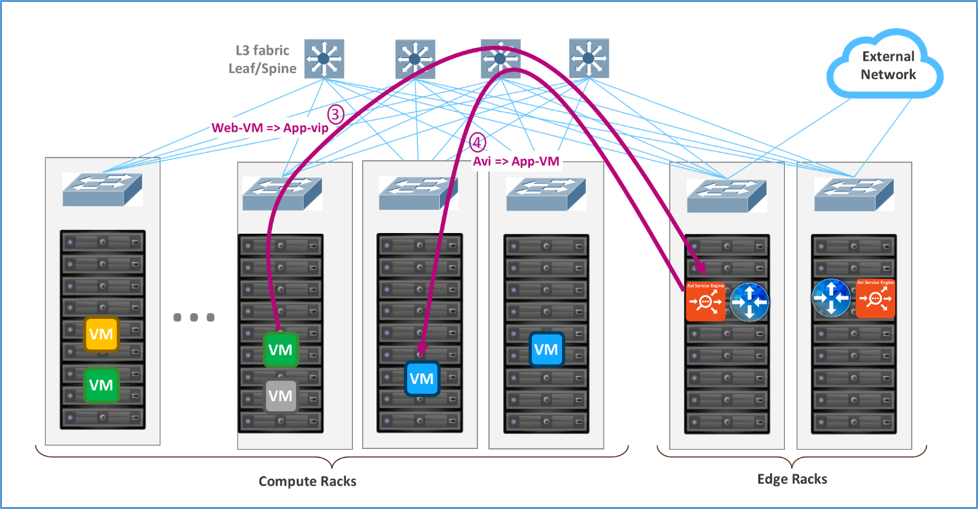 L3 fabric
Leaf/Spine
External
Network
3
Web-VM => App-vip
4
Avi => App-VM
Avi Service Engine
Avi Service Engine
VM
VM
VM
VM
VM
VM
Compute Racks
Edge Racks